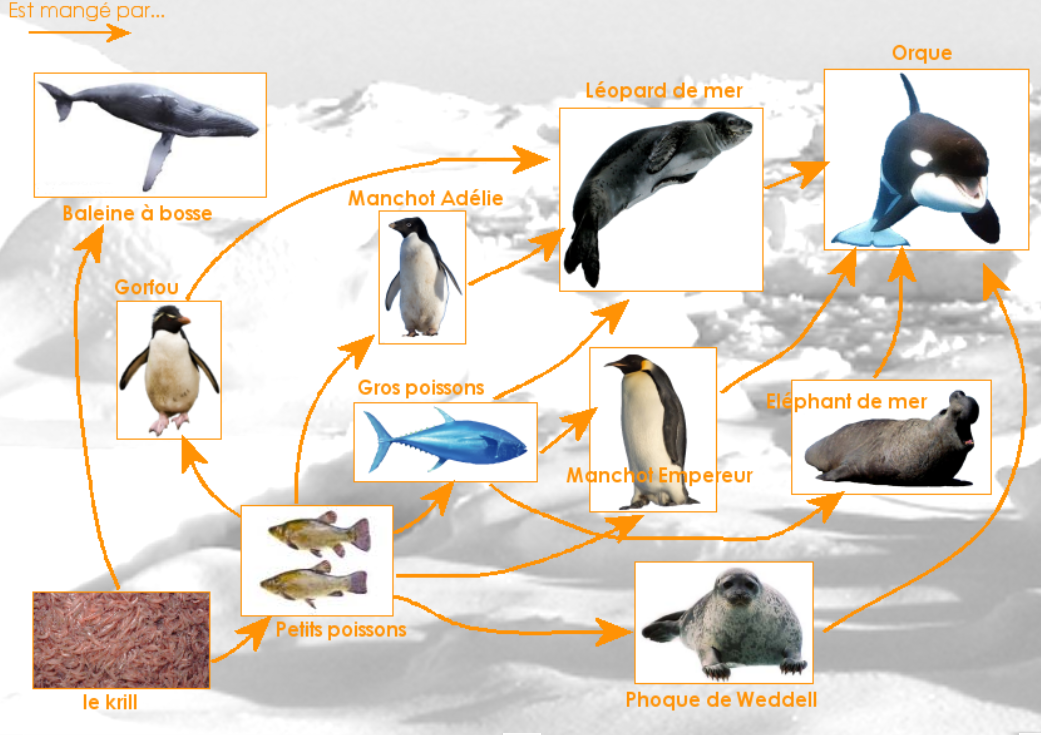 Est mangé par...
Orque
Léopard de mer
Manchot Adélie
Baleine à bosse
Gorfou
Gros poissons
Eléphant de mer
Manchot Empereur
Petits poissons
le krill
Phoque de Weddell